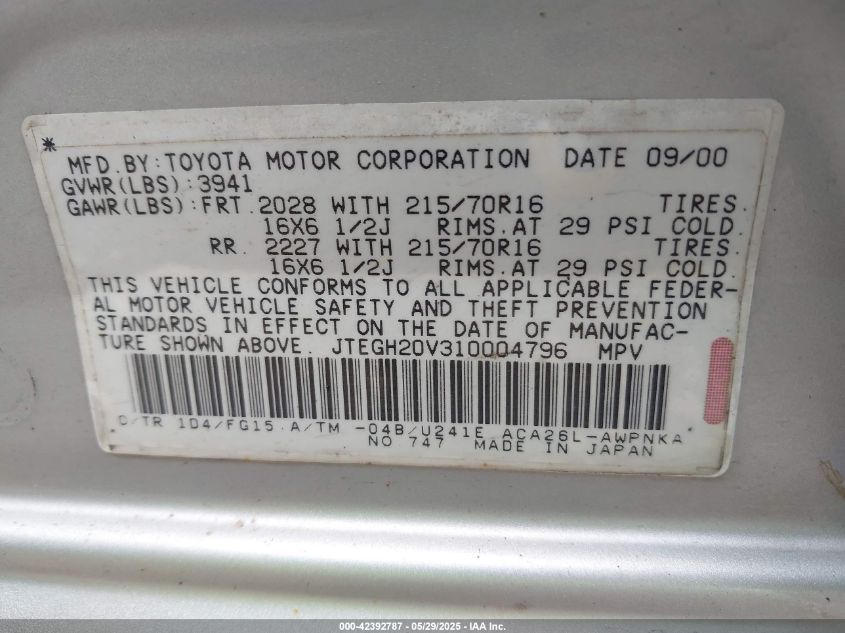 *
MFD.BY:TOYOTA MOTOR CORPORATION DATE 09/00
GVWR(LBS):3941
GAWR(LBS):FRT.2028 WITH 215/70R16 TIRES.
16X6 1/2J RIMS.AT 29 PSI COLD.
RR. 2227 WITH 215/70R16 TIRES.
16X6 1/2J RIMS.AT 29 PSI COLD.
THIS VEHICLE CONFORMS TO ALL APPLICABLE FEDER-
AL MOTOR VEHICLE SAFETY AND THEFT PREVENTION
STANDARDS IN EFFECT ON THE DATE OF MANUFAC-
TURE SHOWN ABOVE. JTEGH20V310004796 MPV
C/TR 1D4/FG15 A/TM -04B/U241E ACA26L-AWPNKA
NO 747 MADE IN JAPAN
000-42392787 - 05/29/2025 - IAA Inc.